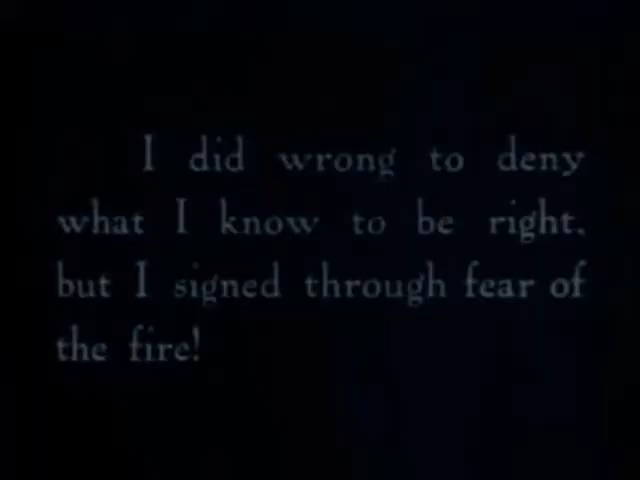 I did wrong to deny
what I know to be right,
but I signed through fear of
the fire!